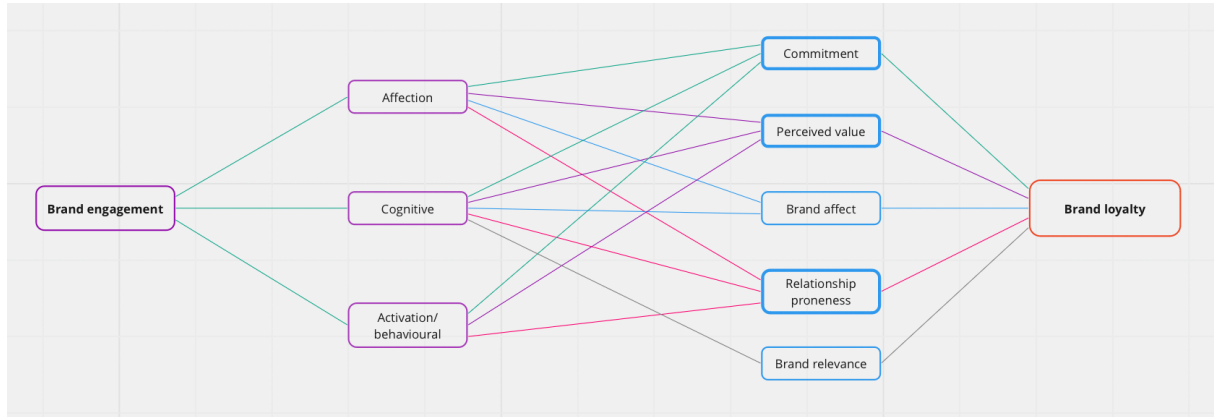 Brand engagement
Affection
Cognitive
Activation/
behavioural
Commitment
Perceived value
Brand affect
Relationship
proneness
Brand relevance
Brand loyalty